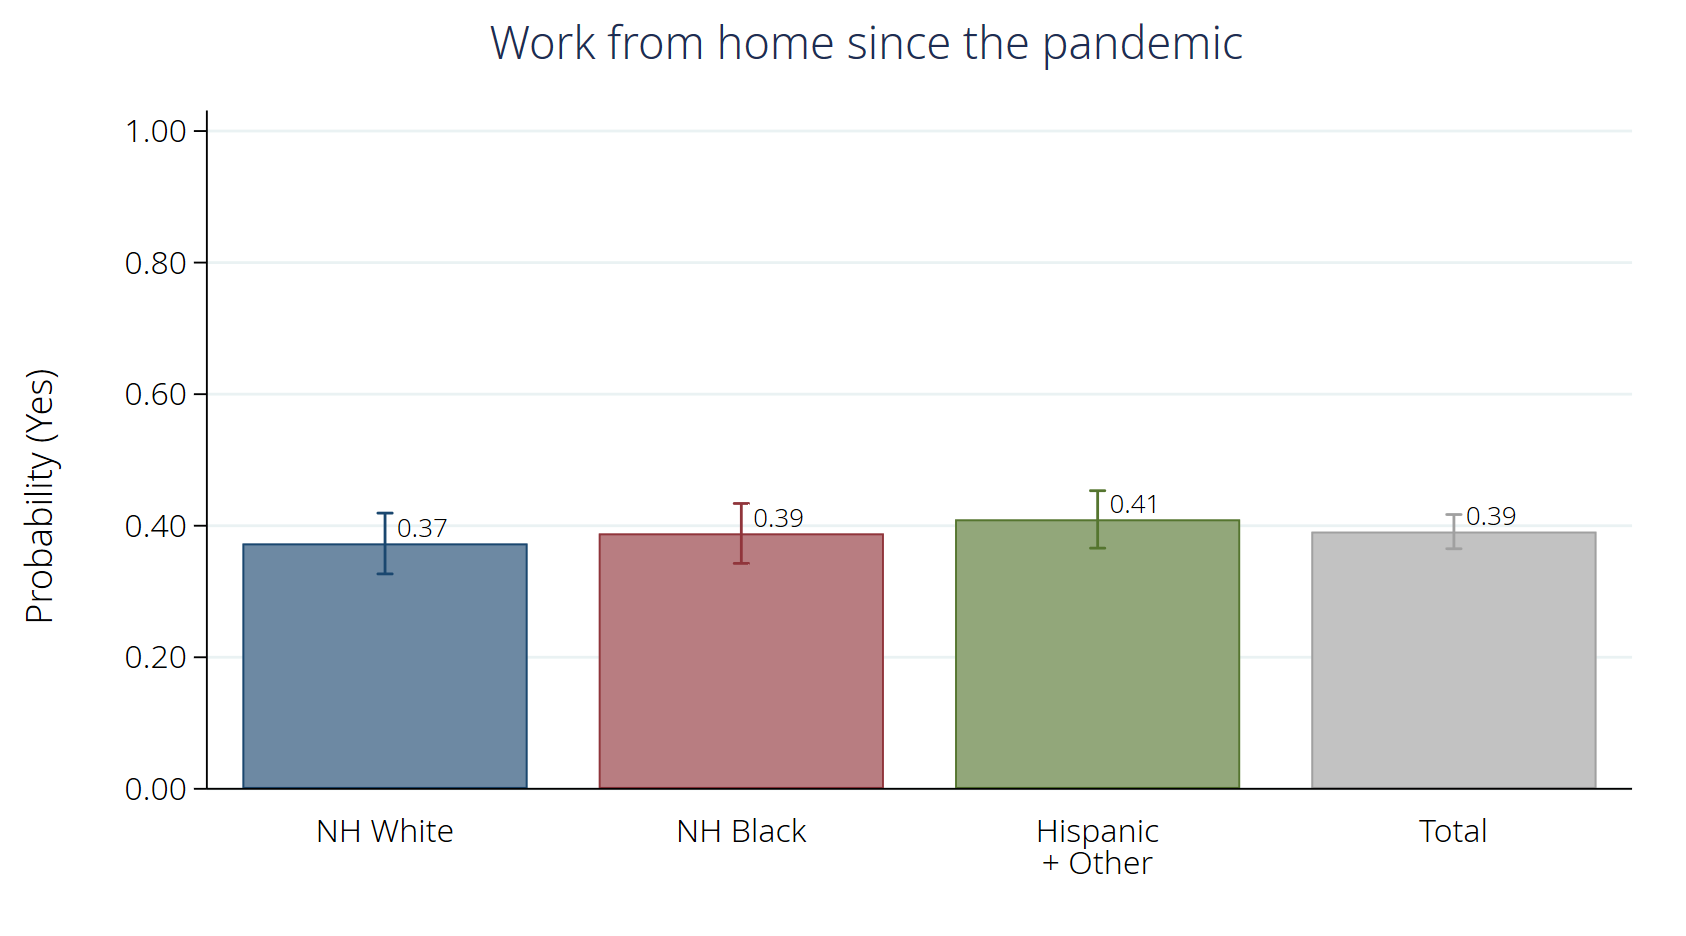 Work from home since the pandemic
Probability (Yes)
1.00
0.80
0.60
0.40
0.20
0.00
0.37
0.39
0.41
0.39
NH White
NH Black
Hispanic
+ Other
Total